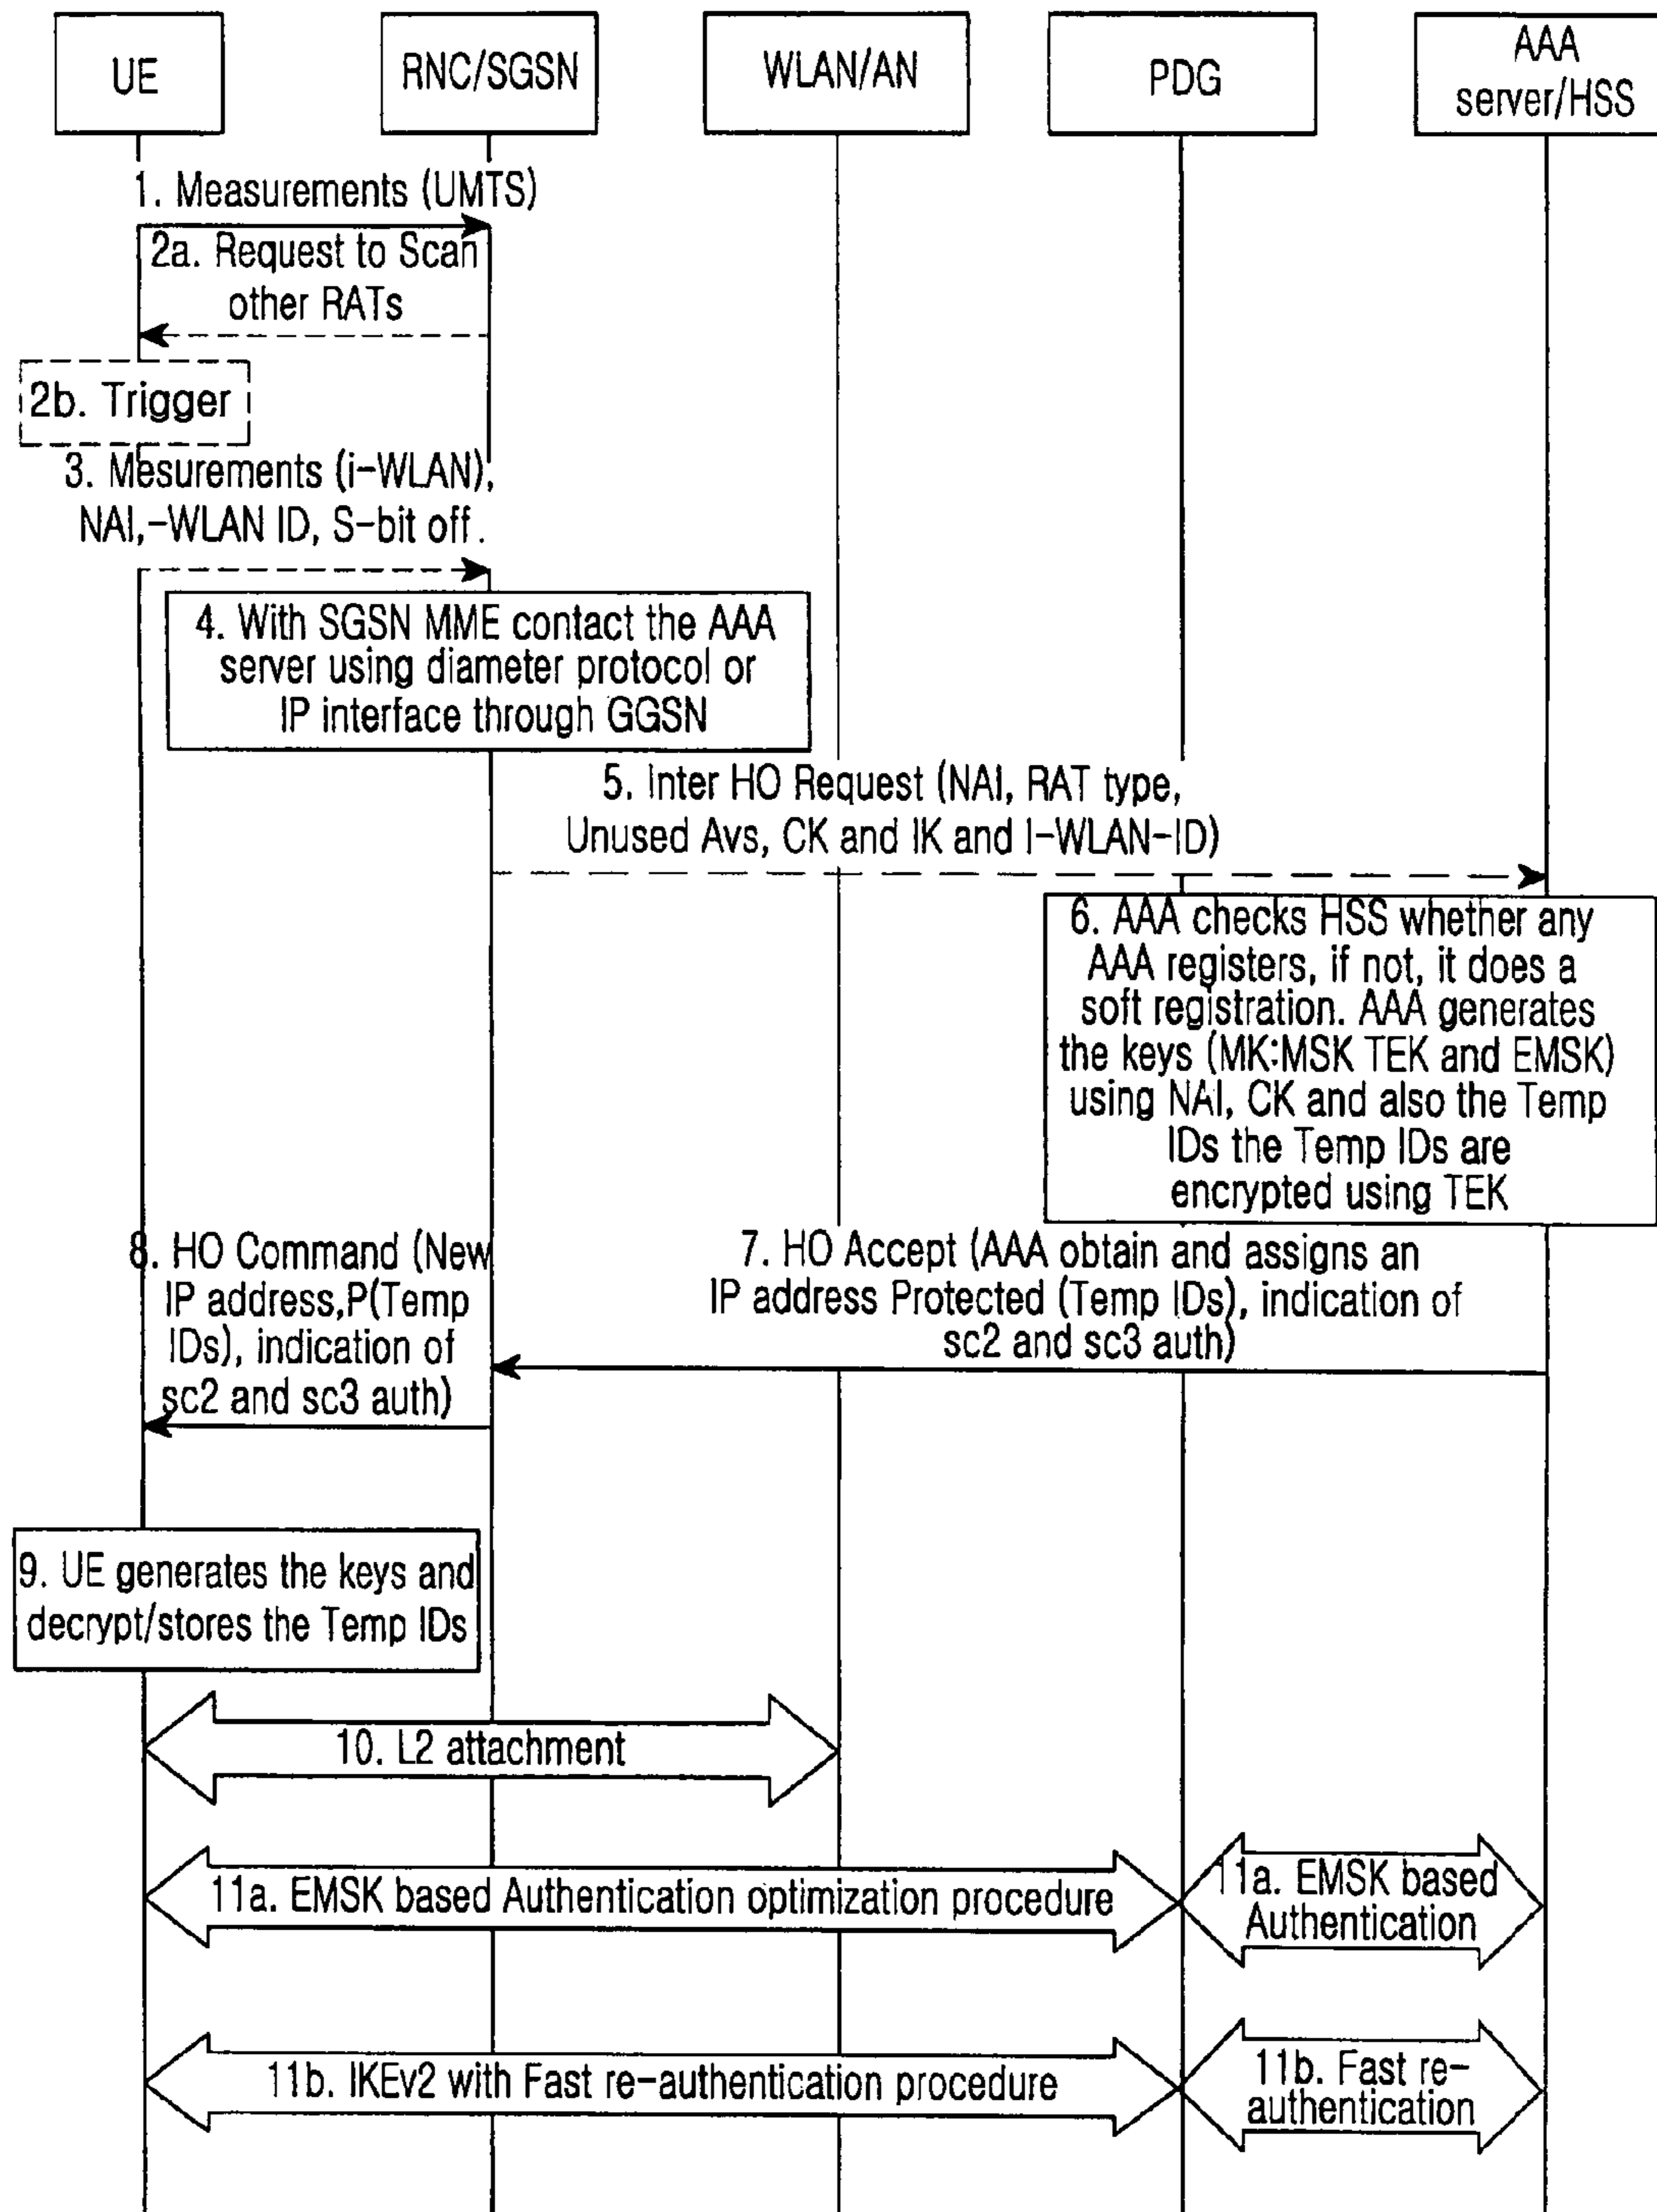 UE
RNC/SGSN
WLAN/AN
PDG
AAA
server/HSS
1. Measurements (UMTS)
2a. Request to Scan
other RATs
2b. Trigger
3. Mesurements (i-WLAN),
NAI,-WLAN ID, S-bit off.
4. With SGSN MME contact the AAA
server using diameter protocol or
IP interface through GGSN
5. Inter HO Request (NAI, RAT type,
Unused Avs, CK and IK and I-WLAN-ID)
6. AAA checks HSS whether any
AAA registers, if not, it does a
soft registration. AAA generates
the keys (MK:MSK TEK and EMSK)
using NAI, CK and also the Temp
IDs the Temp IDs are
encrypted using TEK
7. HO Accept (AAA obtain and assigns an
IP address Protected (Temp IDs), indication of
sc2 and sc3 auth)
8. HO Command (New
IP address,P(Temp
IDs), indication of
sc2 and sc3 auth)
9. UE generates the keys and
decrypt/stores the Temp IDs
10. L2 attachment
11a. EMSK based Authentication optimization procedure
11a. EMSK based
Authentication
11b. IKEv2 with Fast re-authentication procedure
11b. Fast re-
authentication